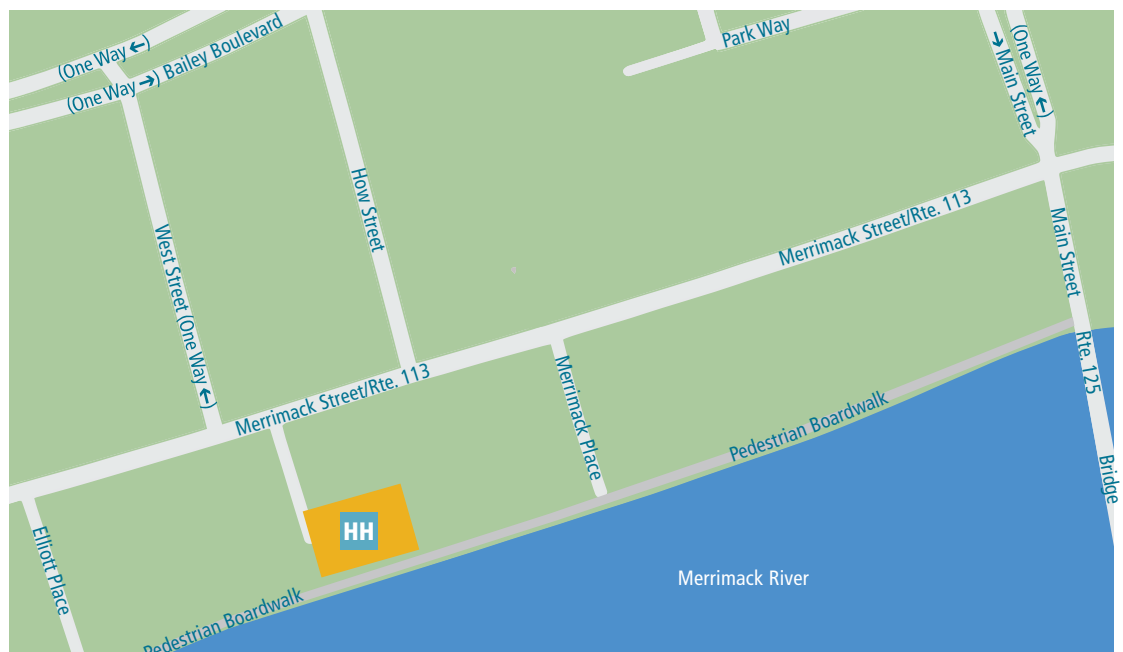 Park Way
(One Way ←)
(One Way →) Bailey Boulevard
→ Main Street
(One Way ←)
How Street
West Street (One Way ←)
Merrimack Street/Rte. 113
Main Street
Rte. 125
Bridge
Merrimack Street/Rte. 113
Merrimack Place
Pedestrian Boardwalk
HH
Elliott Place
Merrimack River
Pedestrian Boardwalk